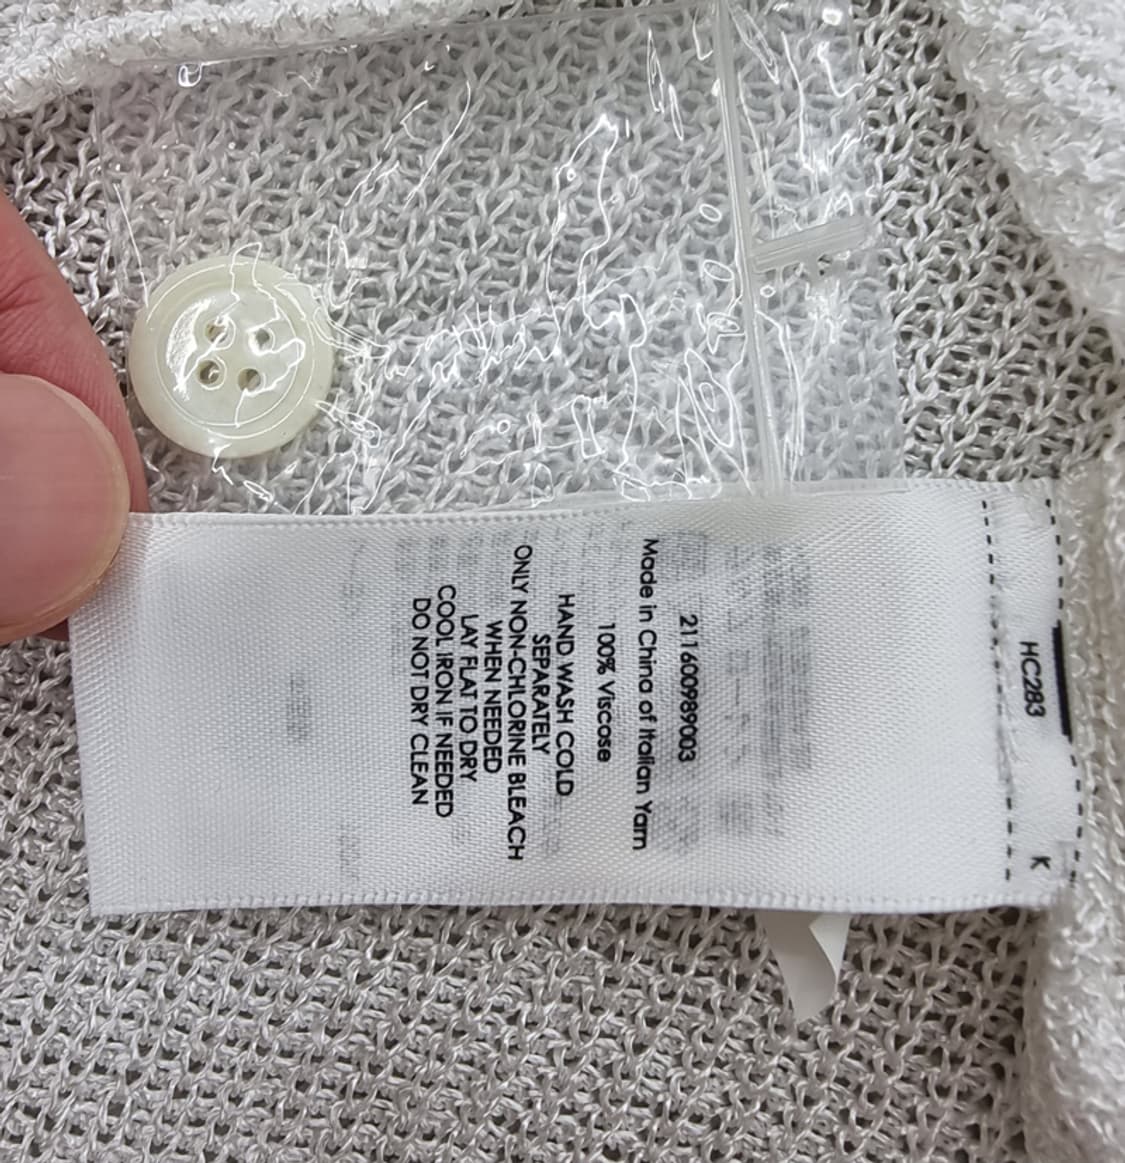 HC283
K
211600989003
Made in China of Italian Yarn
100% Viscose
HAND WASH COLD
SEPARATELY
ONLY NON-CHLORINE BLEACH
WHEN NEEDED
LAY FLAT TO DRY
COOL IRON IF NEEDED
DO NOT DRY CLEAN